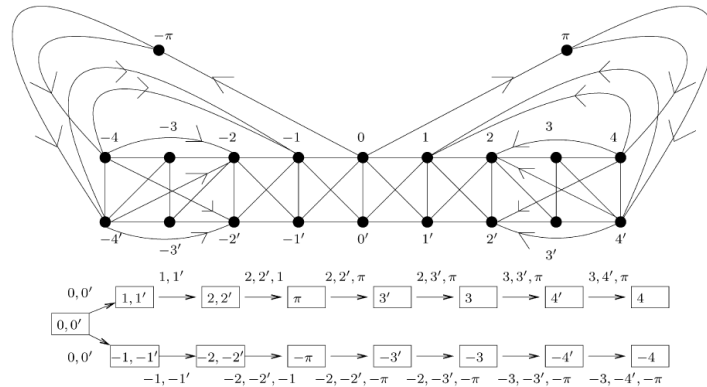 −π π
−4 −3 −2 −1 0 1 2 3 4
−4′ −3′ −2′ −1′ 0′ 1′ 2′ 3′ 4′
0, 0′ 1, 1′ 2, 2′, 1 2, 2′, π 2, 3′, π 3, 3′, π 3, 4′, π
1, 1′ 2, 2′ π 3′ 3 4′ 4
0, 0′
0, 0′ −1, −1′ −2, −2′ −π −3′ −3 −4′ −4
−1, −1′ −2, −2′, −1 −2, −2′, −π −2, −3′, −π −3, −3′, −π −3, −4′, −π